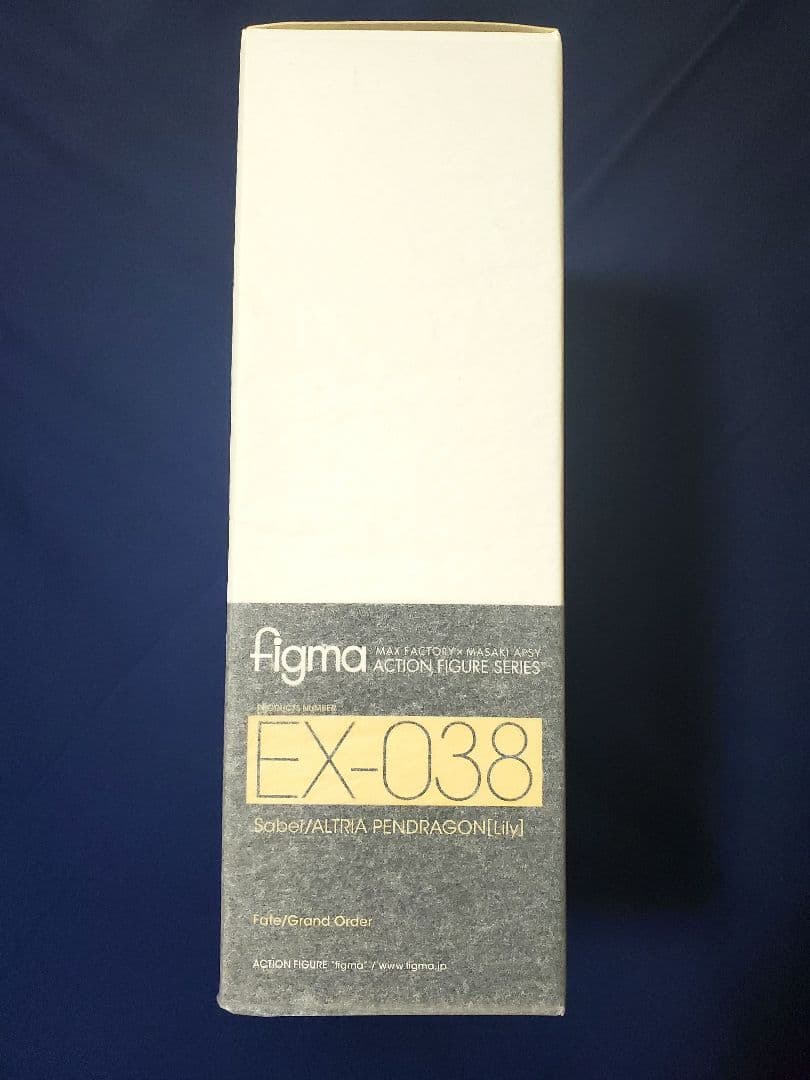 figma MAX FACTORY × MASAKI APSY
ACTION FIGURE SERIES
PRODUCTS NUMBER
EX-038
Saber/ALTRIA PENDRAGON[Lily]
Fate/Grand Order
ACTION FIGURE "figma" / www.figma.jp